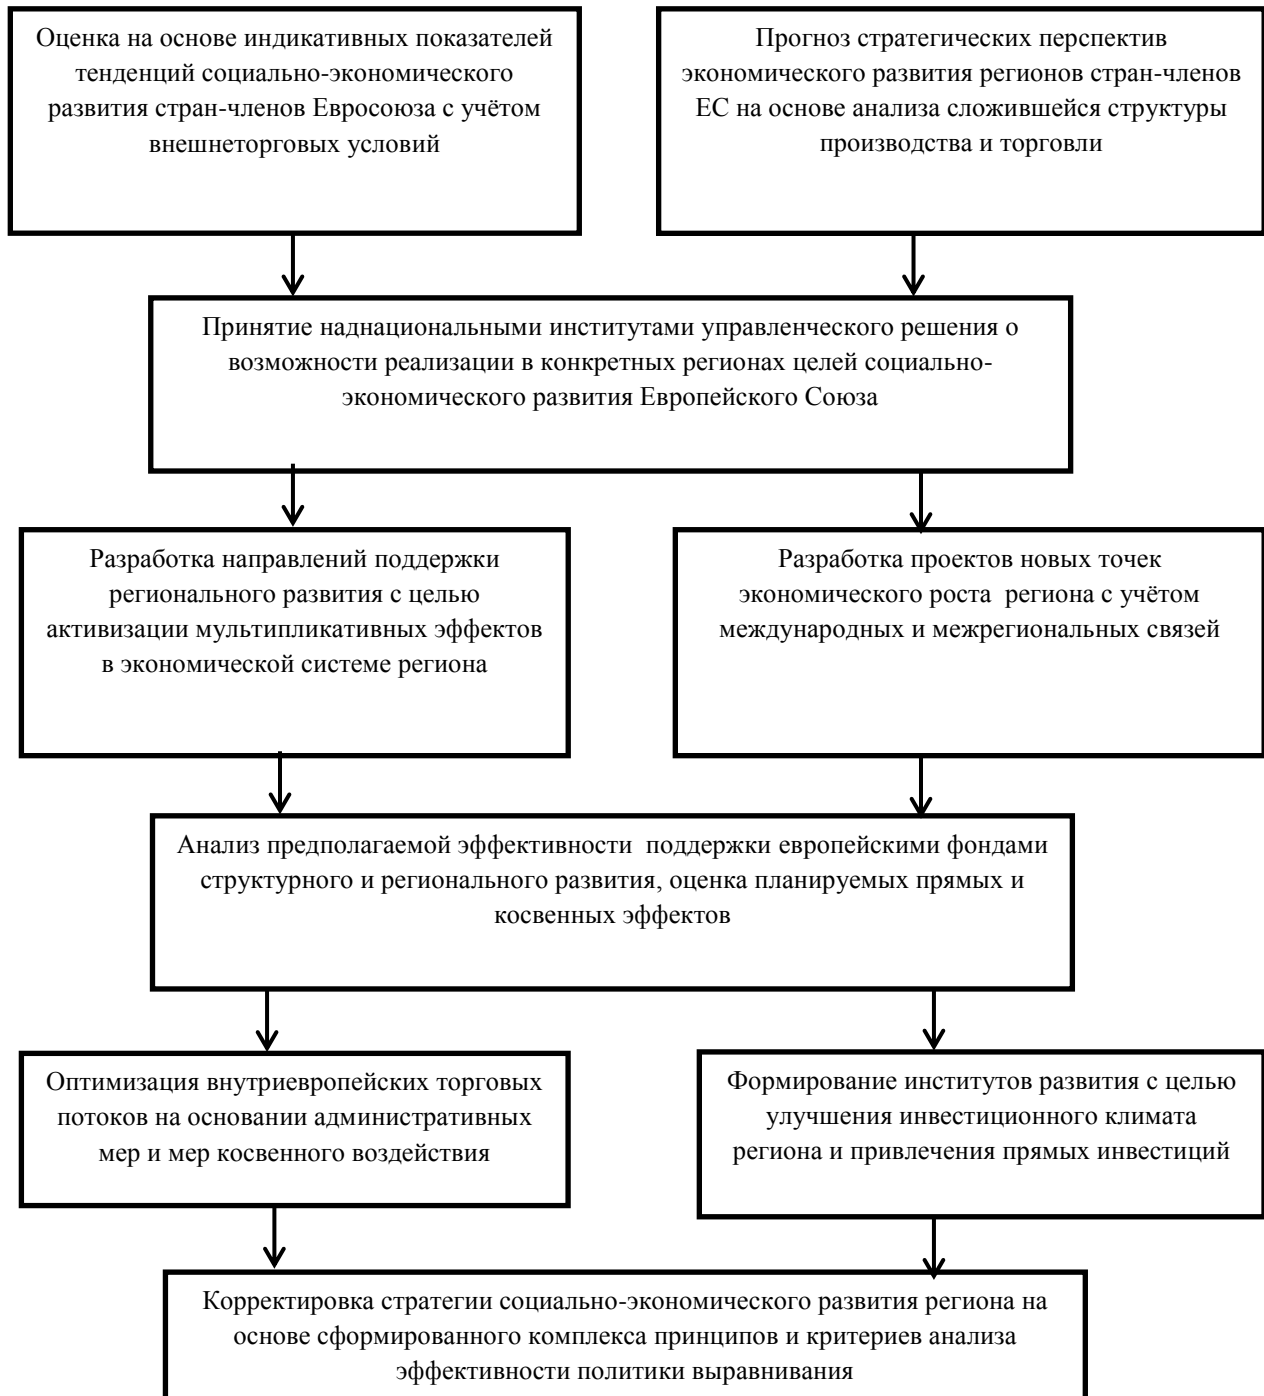 Оценка на основе индикативных показателей
тенденций социально-экономического
развития стран-членов Евросоюза с учётом
внешнеторговых условий
Прогноз стратегических перспектив
экономического развития регионов стран-членов
ЕС на основе анализа сложившейся структуры
производства и торговли
Принятие наднациональными институтами управленческого решения о
возможности реализации в конкретных регионах целей социально-
экономического развития Европейского Союза
Разработка направлений поддержки
регионального развития с целью
активизации мультипликативных эффектов
в экономической системе региона
Разработка проектов новых точек
экономического роста региона с учётом
международных и межрегиональных связей
Анализ предполагаемой эффективности поддержки европейскими фондами
структурного и регионального развития, оценка планируемых прямых и
косвенных эффектов
Оптимизация внутриевропейских торговых
потоков на основании административных
мер и мер косвенного воздействия
Формирование институтов развития с целью
улучшения инвестиционного климата
региона и привлечения прямых инвестиций
Корректировка стратегии социально-экономического развития региона на
основе сформированного комплекса принципов и критериев анализа
эффективности политики выравнивания